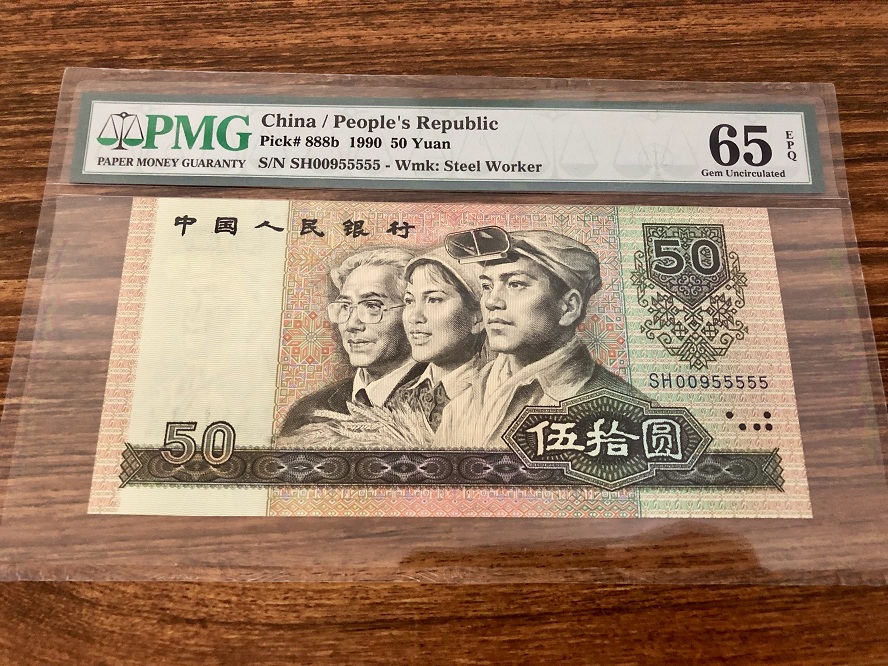 PMG
PAPER MONEY GUARANTY
China / People's Republic
Pick# 888b 1990 50 Yuan
S/N SH00955555 - Wmk: Steel Worker
65
EPQ
Gem Uncirculated
中国人民银行
50
SH00955555
50
伍拾圆